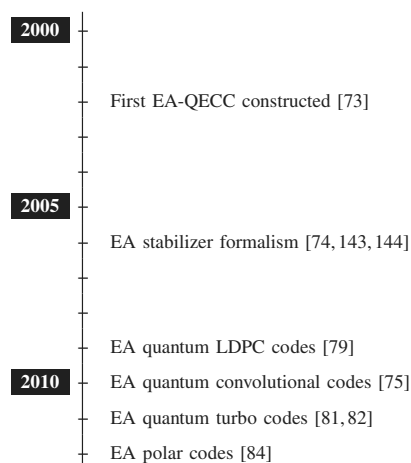 2000
First EA-QECC constructed [73]
2005
EA stabilizer formalism [74, 143, 144]
EA quantum LDPC codes [79]
2010 EA quantum convolutional codes [75]
EA quantum turbo codes [81, 82]
EA polar codes [84]